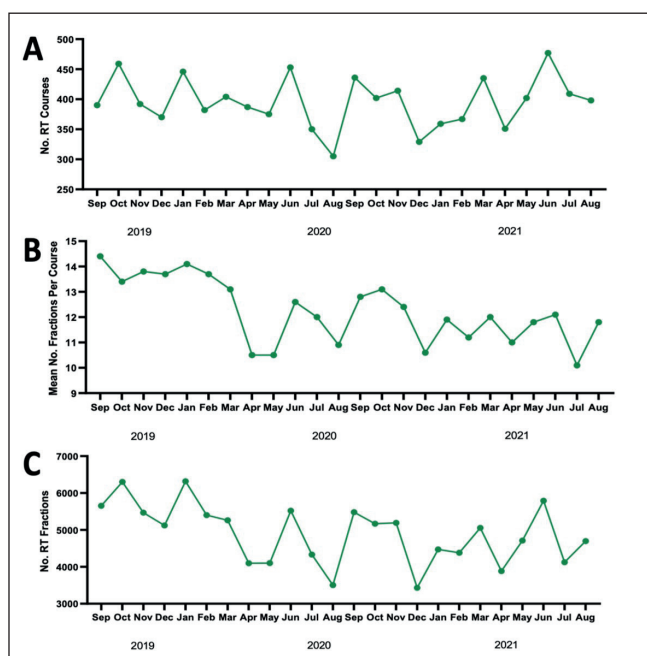 A
No. RT Courses
500
450
400
350
300
250
Sep Oct Nov Dec Jan Feb Mar Apr May Jun Jul Aug Sep Oct Nov Dec Jan Feb Mar Apr May Jun Jul Aug
2019 2020 2021
B
Mean No. Fractions Per Course
15
14
13
12
11
10
9
Sep Oct Nov Dec Jan Feb Mar Apr May Jun Jul Aug Sep Oct Nov Dec Jan Feb Mar Apr May Jun Jul Aug
2019 2020 2021
C
No. RT Fractions
7000
6000
5000
4000
3000
Sep Oct Nov Dec Jan Feb Mar Apr May Jun Jul Aug Sep Oct Nov Dec Jan Feb Mar Apr May Jun Jul Aug
2019 2020 2021